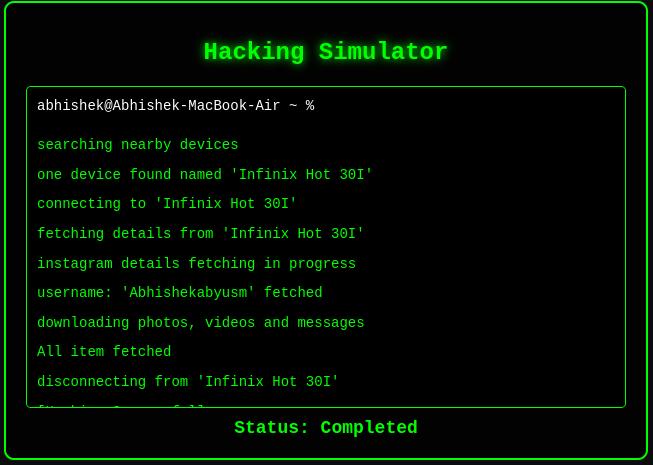 Hacking Simulator
abhishek@Abhishek-MacBook-Air ~ %
searching nearby devices
one device found named 'Infinix Hot 30I'
connecting to 'Infinix Hot 30I'
fetching details from 'Infinix Hot 30I'
instagram details fetching in progress
username: 'Abhishekabyusm' fetched
downloading photos, videos and messages
All item fetched
disconnecting from 'Infinix Hot 30I'
Status: Completed